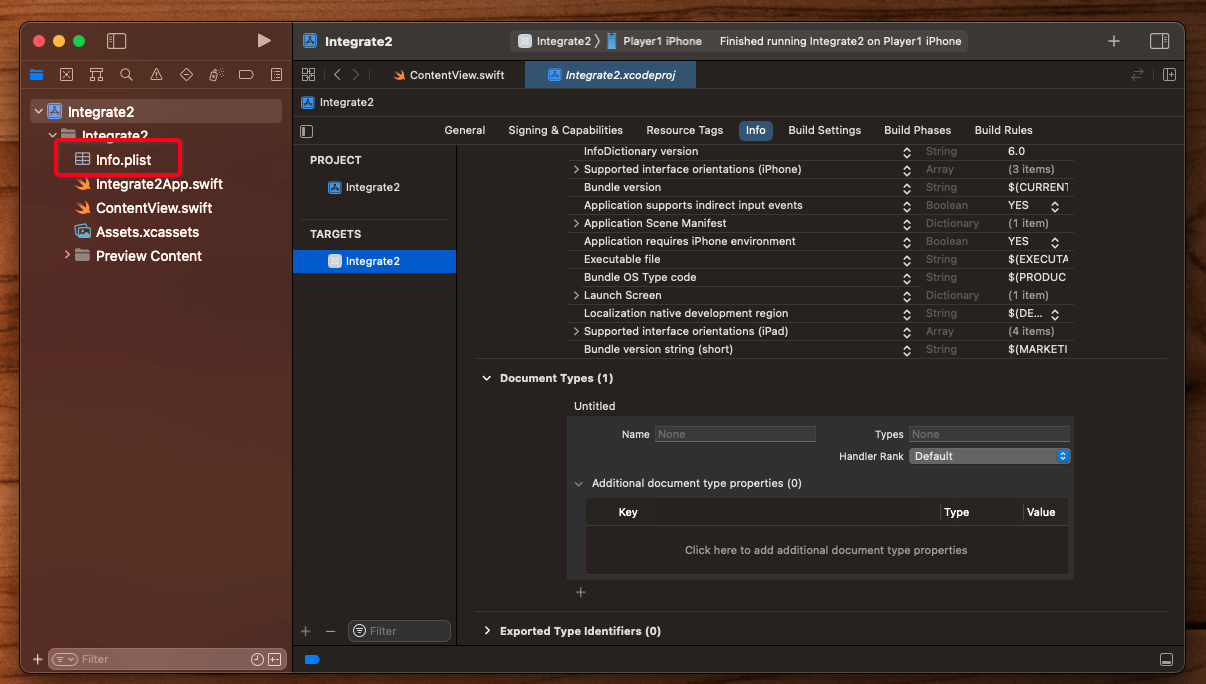 Integrate2
Integrate2
Player1 iPhone
Finished running Integrate2 on Player1 iPhone
ContentView.swift
Integrate2.xcodeproj
Integrate2
Integrate2
Integrate2
Info.plist
Integrate2App.swift
ContentView.swift
Assets.xcassets
Preview Content
Filter
General Signing & Capabilities Resource Tags Info Build Settings Build Phases Build Rules
PROJECT
Integrate2
TARGETS
Integrate2
Filter
InfoDictionary version String 6.0
Supported interface orientations (iPhone) Array (3 items)
Bundle version String $(CURRENT
Application supports indirect input events Boolean YES
Application Scene Manifest Dictionary (1 item)
Application requires iPhone environment Boolean YES
Executable file String $(EXECUTA
Bundle OS Type code String $(PRODUC
Launch Screen Dictionary (1 item)
Localization native development region String $(DE...
Supported interface orientations (iPad) Array (4 items)
Bundle version string (short) String $(MARKETI
Document Types (1)
Untitled
Name None Types None
Handler Rank Default
Additional document type properties (0)
Key Type Value
Click here to add additional document type properties
Exported Type Identifiers (0)